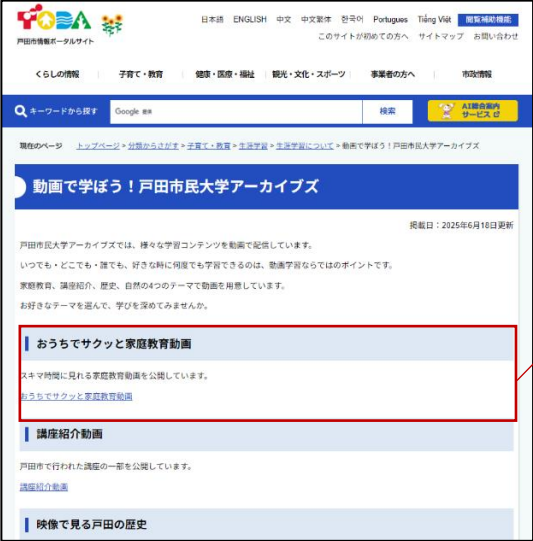 TODA
戸田市情報ポータルサイト
日本語 ENGLISH 中文 中文繁体 한국어 Portugues Tiếng Việt 閲覧補助機能
このサイトが初めての方へ サイトマップ お問い合わせ
くらしの情報 子育て・教育 健康・医療・福祉 観光・文化・スポーツ 事業者の方へ 市政情報
キーワードから探す Google 検索 検索 AI総合案内
サービス
現在のページ トップページ > 分類からさがす > 子育て・教育 > 生涯学習 > 生涯学習について > 動画で学ぼう！戸田市民大学アーカイブズ
動画で学ぼう！戸田市民大学アーカイブズ
掲載日：2025年6月18日更新
戸田市民大学アーカイブズでは、様々な学習コンテンツを動画で配信しています。
いつでも・どこでも・誰でも、好きな時に何度でも学習できるのは、動画学習ならではのポイントです。
家庭教育、講座紹介、歴史、自然の4つのテーマで動画を用意しています。
お好きなテーマを選んで、学びを深めてみませんか。
おうちでサクッと家庭教育動画
スキマ時間に見れる家庭教育動画を公開しています。
おうちでサクッと家庭教育動画
講座紹介動画
戸田市で行われた講座の一部を公開しています。
講座紹介動画
映像で見る戸田の歴史